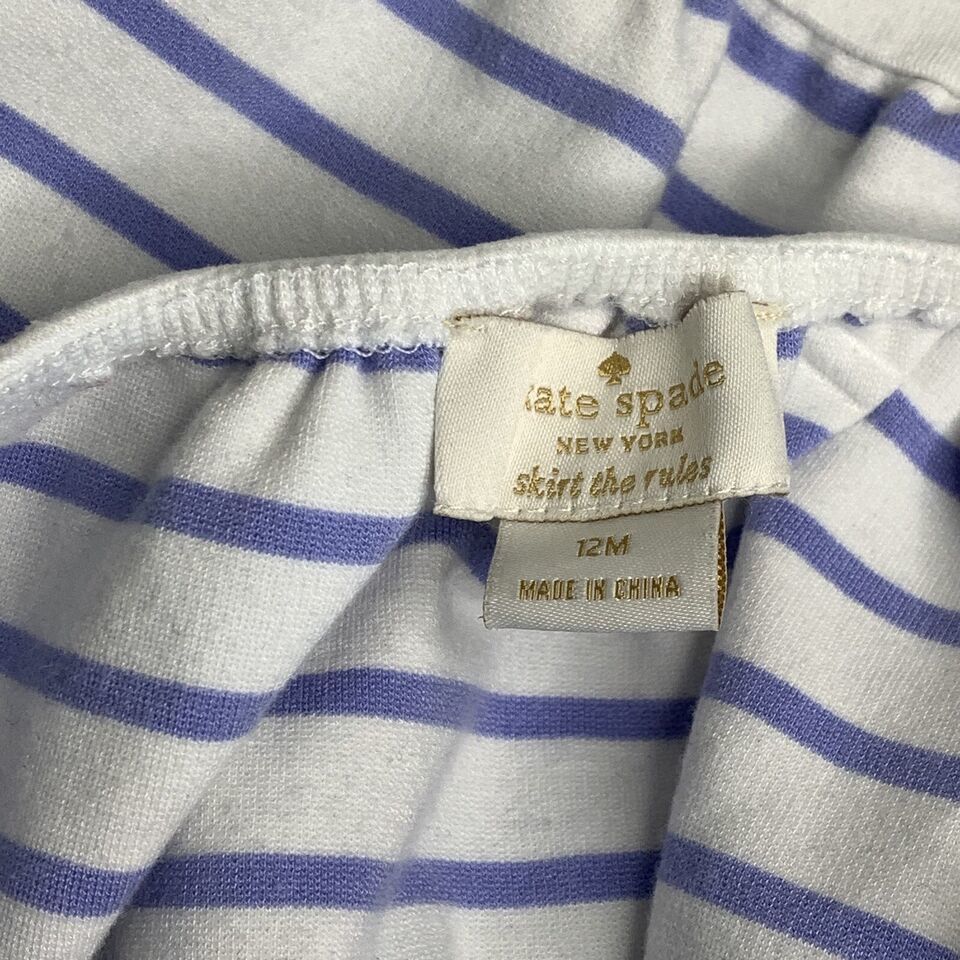 kate spade
NEW YORK
skirt the rules
12M
MADE IN CHINA